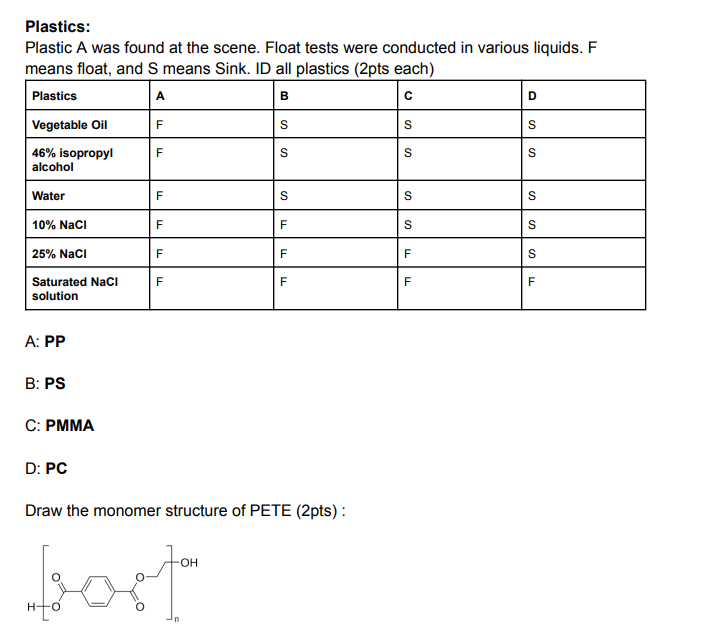 Plastics:
Plastic A was found at the scene. Float tests were conducted in various liquids. F
means float, and S means Sink. ID all plastics (2pts each)
Plastics A B C D
Vegetable Oil F S S S
46% isopropyl
alcohol F S S S
Water F S S S
10% NaCl F F S S
25% NaCl F F F S
Saturated NaCl
solution F F F F
A: PP
B: PS
C: PMMA
D: PC
Draw the monomer structure of PETE (2pts) :
OH
O O
H O O
n